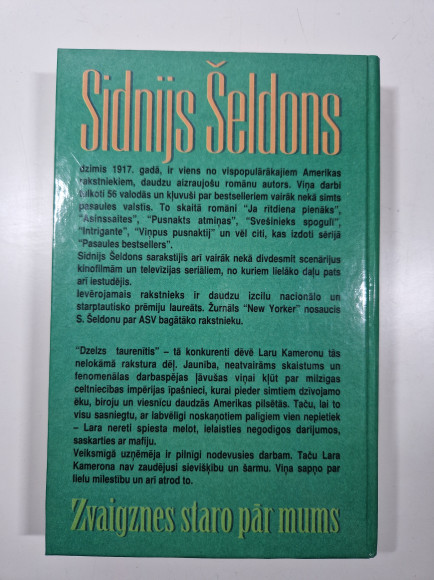 Sidnijs Šeldons
dzimis 1917. gadā, ir viens no vispopulārākajiem Amerikas
rakstniekiem, daudzu aizraujošu romānu autors. Viņa darbi
tulkoti 56 valodās un kļuvuši par bestselleriem vairāk nekā simts
pasaules valstīs. To skaitā romāni "Ja rītdiena pienāks",
"Asinssaites", "Pusnakts atmiņas", "Svešinieks spogulī",
"Intrigante", "Viņpus pusnaktij" un vēl citi, kas izdoti sērijā
"Pasaules bestsellers".
Sidnijs Šeldons sarakstījis arī vairāk nekā divdesmit scenārijus
kinofilmām un televīzijas seriāliem, no kuriem lielāko daļu pats
arī iestudējis.
Ievērojamais rakstnieks ir daudzu izcilu nacionālo un
starptautisko prēmiju laureāts. Žurnāls "New Yorker" nosaucis
S. Šeldonu par ASV bagātāko rakstnieku.
"Dzelzs taurenītis" – tā konkurenti dēvē Laru Kameronu tās
nelokāmā rakstura dēļ. Jaunība, neatvairāms skaistums un
fenomenālas darbaspējas ļāvušas viņai kļūt par milzīgas
celtniecības impērijas īpašnieci, kurai pieder simtiem dzīvojamo
ēku, biroju un viesnīcu daudzās Amerikas pilsētās. Taču, lai to
visu sasniegtu, ar labvēlīgi noskaņotiem palīgiem vien nepietiek
– Lara nereti spiesta melot, ielaisties negodīgos darījumos,
saskarties ar mafiju.
Veiksmīgā uzņēmēja ir pilnīgi nodevusies darbam. Taču Lara
Kamerona nav zaudējusi sievišķību un šarmu. Viņa sapņo par
lielu mīlestību un arī atrod to.
Zvaigznes staro pār mums